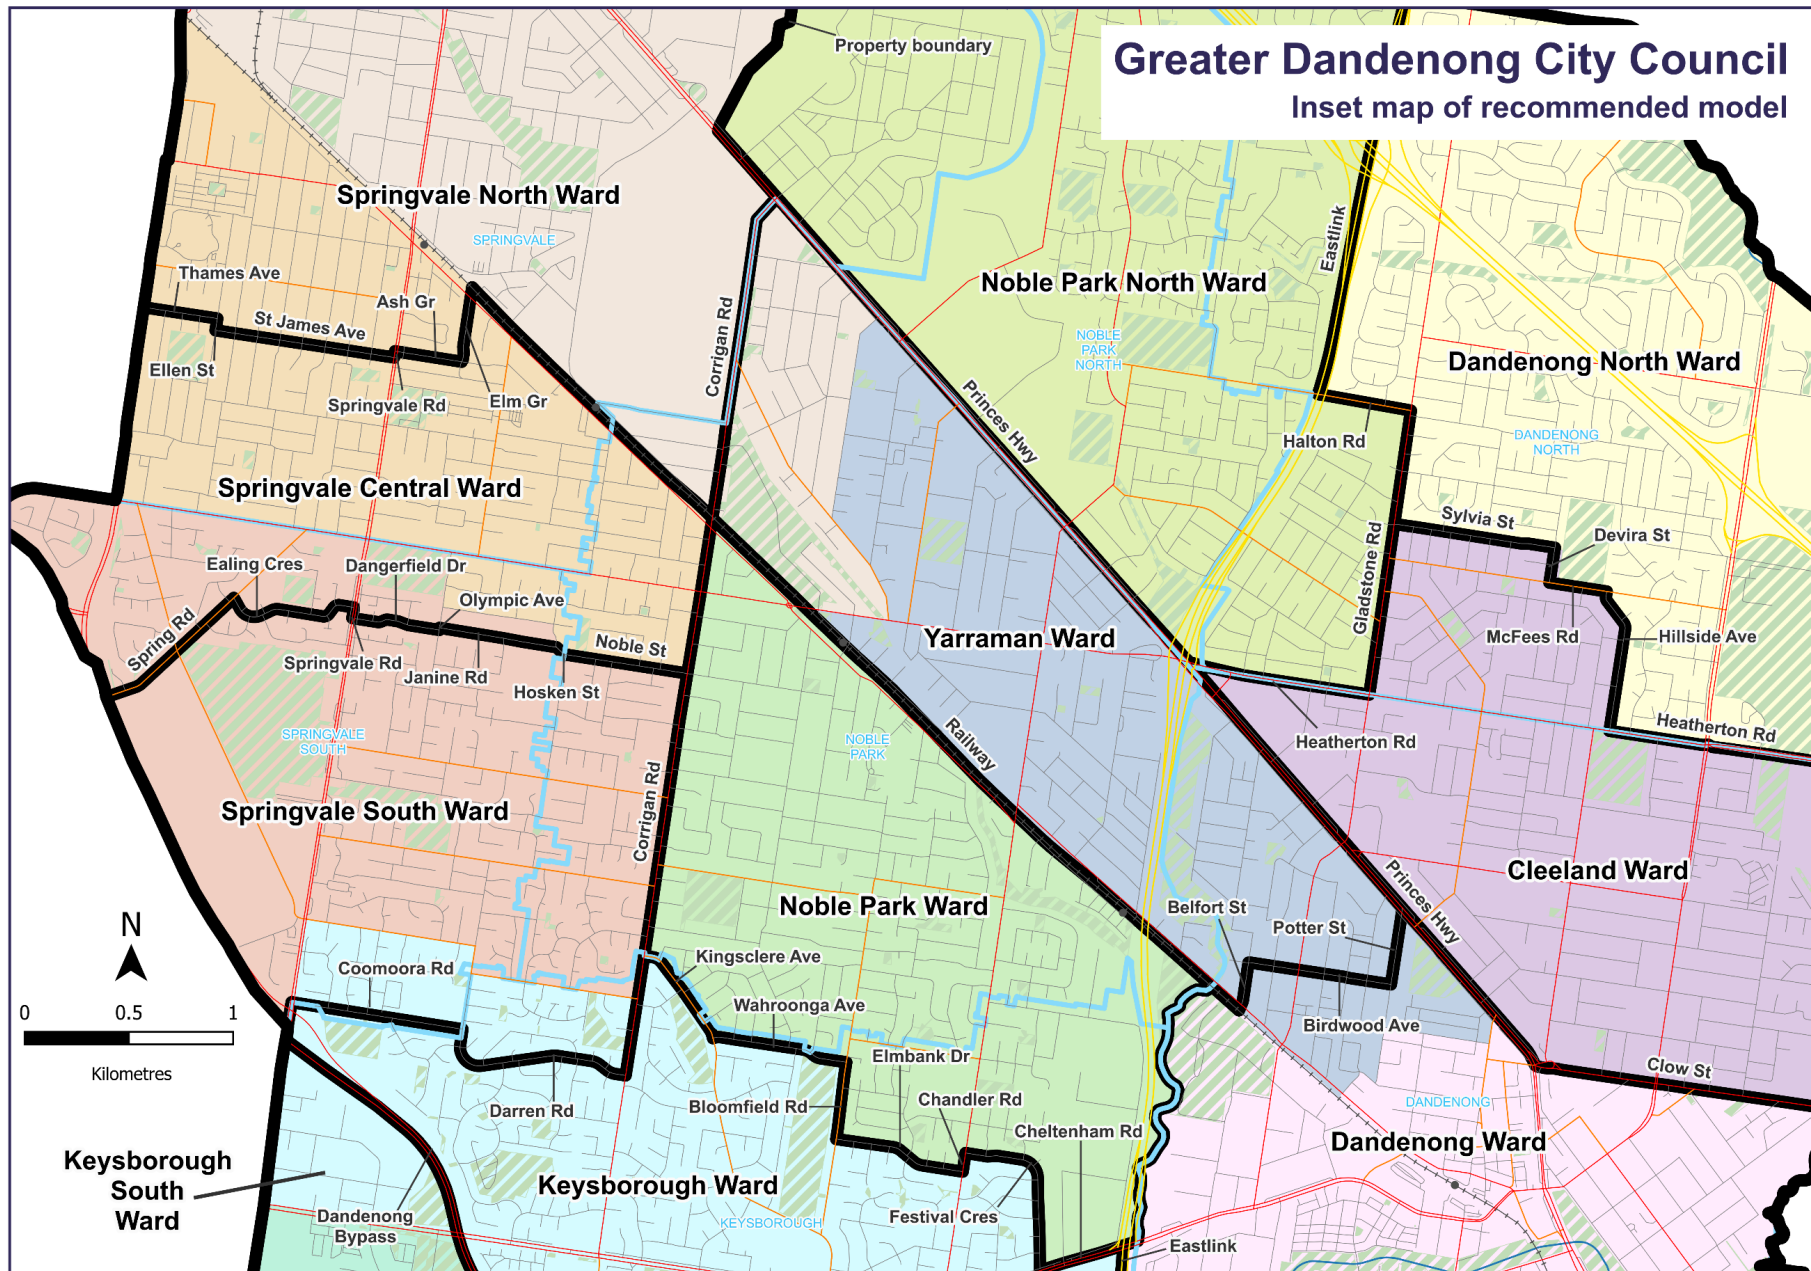 Greater Dandenong City Council
Inset map of recommended model
Property boundary
Springvale North Ward
SPRINGVALE
Thames Ave
Ash Gr
St James Ave
Ellen St
Springvale Rd
Elm Gr
Corrigan Rd
Noble Park North Ward
NOBLE
PARK
NORTH
Eastlink
Princes Hwy
Halton Rd
Dandenong North Ward
DANDENONG
NORTH
Springvale Central Ward
Sylvia St
Devira St
Gladstone Rd
McFees Rd
Hillside Ave
Heatherton Rd
Heatherton Rd
Ealing Cres
Dangerfield Dr
Olympic Ave
Spring Rd
Springvale Rd
Janine Rd
Hosken St
Noble St
Yarraman Ward
SPRINGVALE
SOUTH
NOBLE
PARK
Railway
Springvale South Ward
Corrigan Rd
Noble Park Ward
Cleeland Ward
Princes Hwy
Belfort St
Potter St
Birdwood Ave
Clow St
N
0 0.5 1
Kilometres
Coomoora Rd
Kingsclere Ave
Wahroonga Ave
Elmbank Dr
Darren Rd
Bloomfield Rd
Chandler Rd
Cheltenham Rd
DANDENONG
Dandenong Ward
Keysborough
South
Ward
Keysborough Ward
Dandenong
Bypass
KEYSBOROUGH
Festival Cres
Eastlink